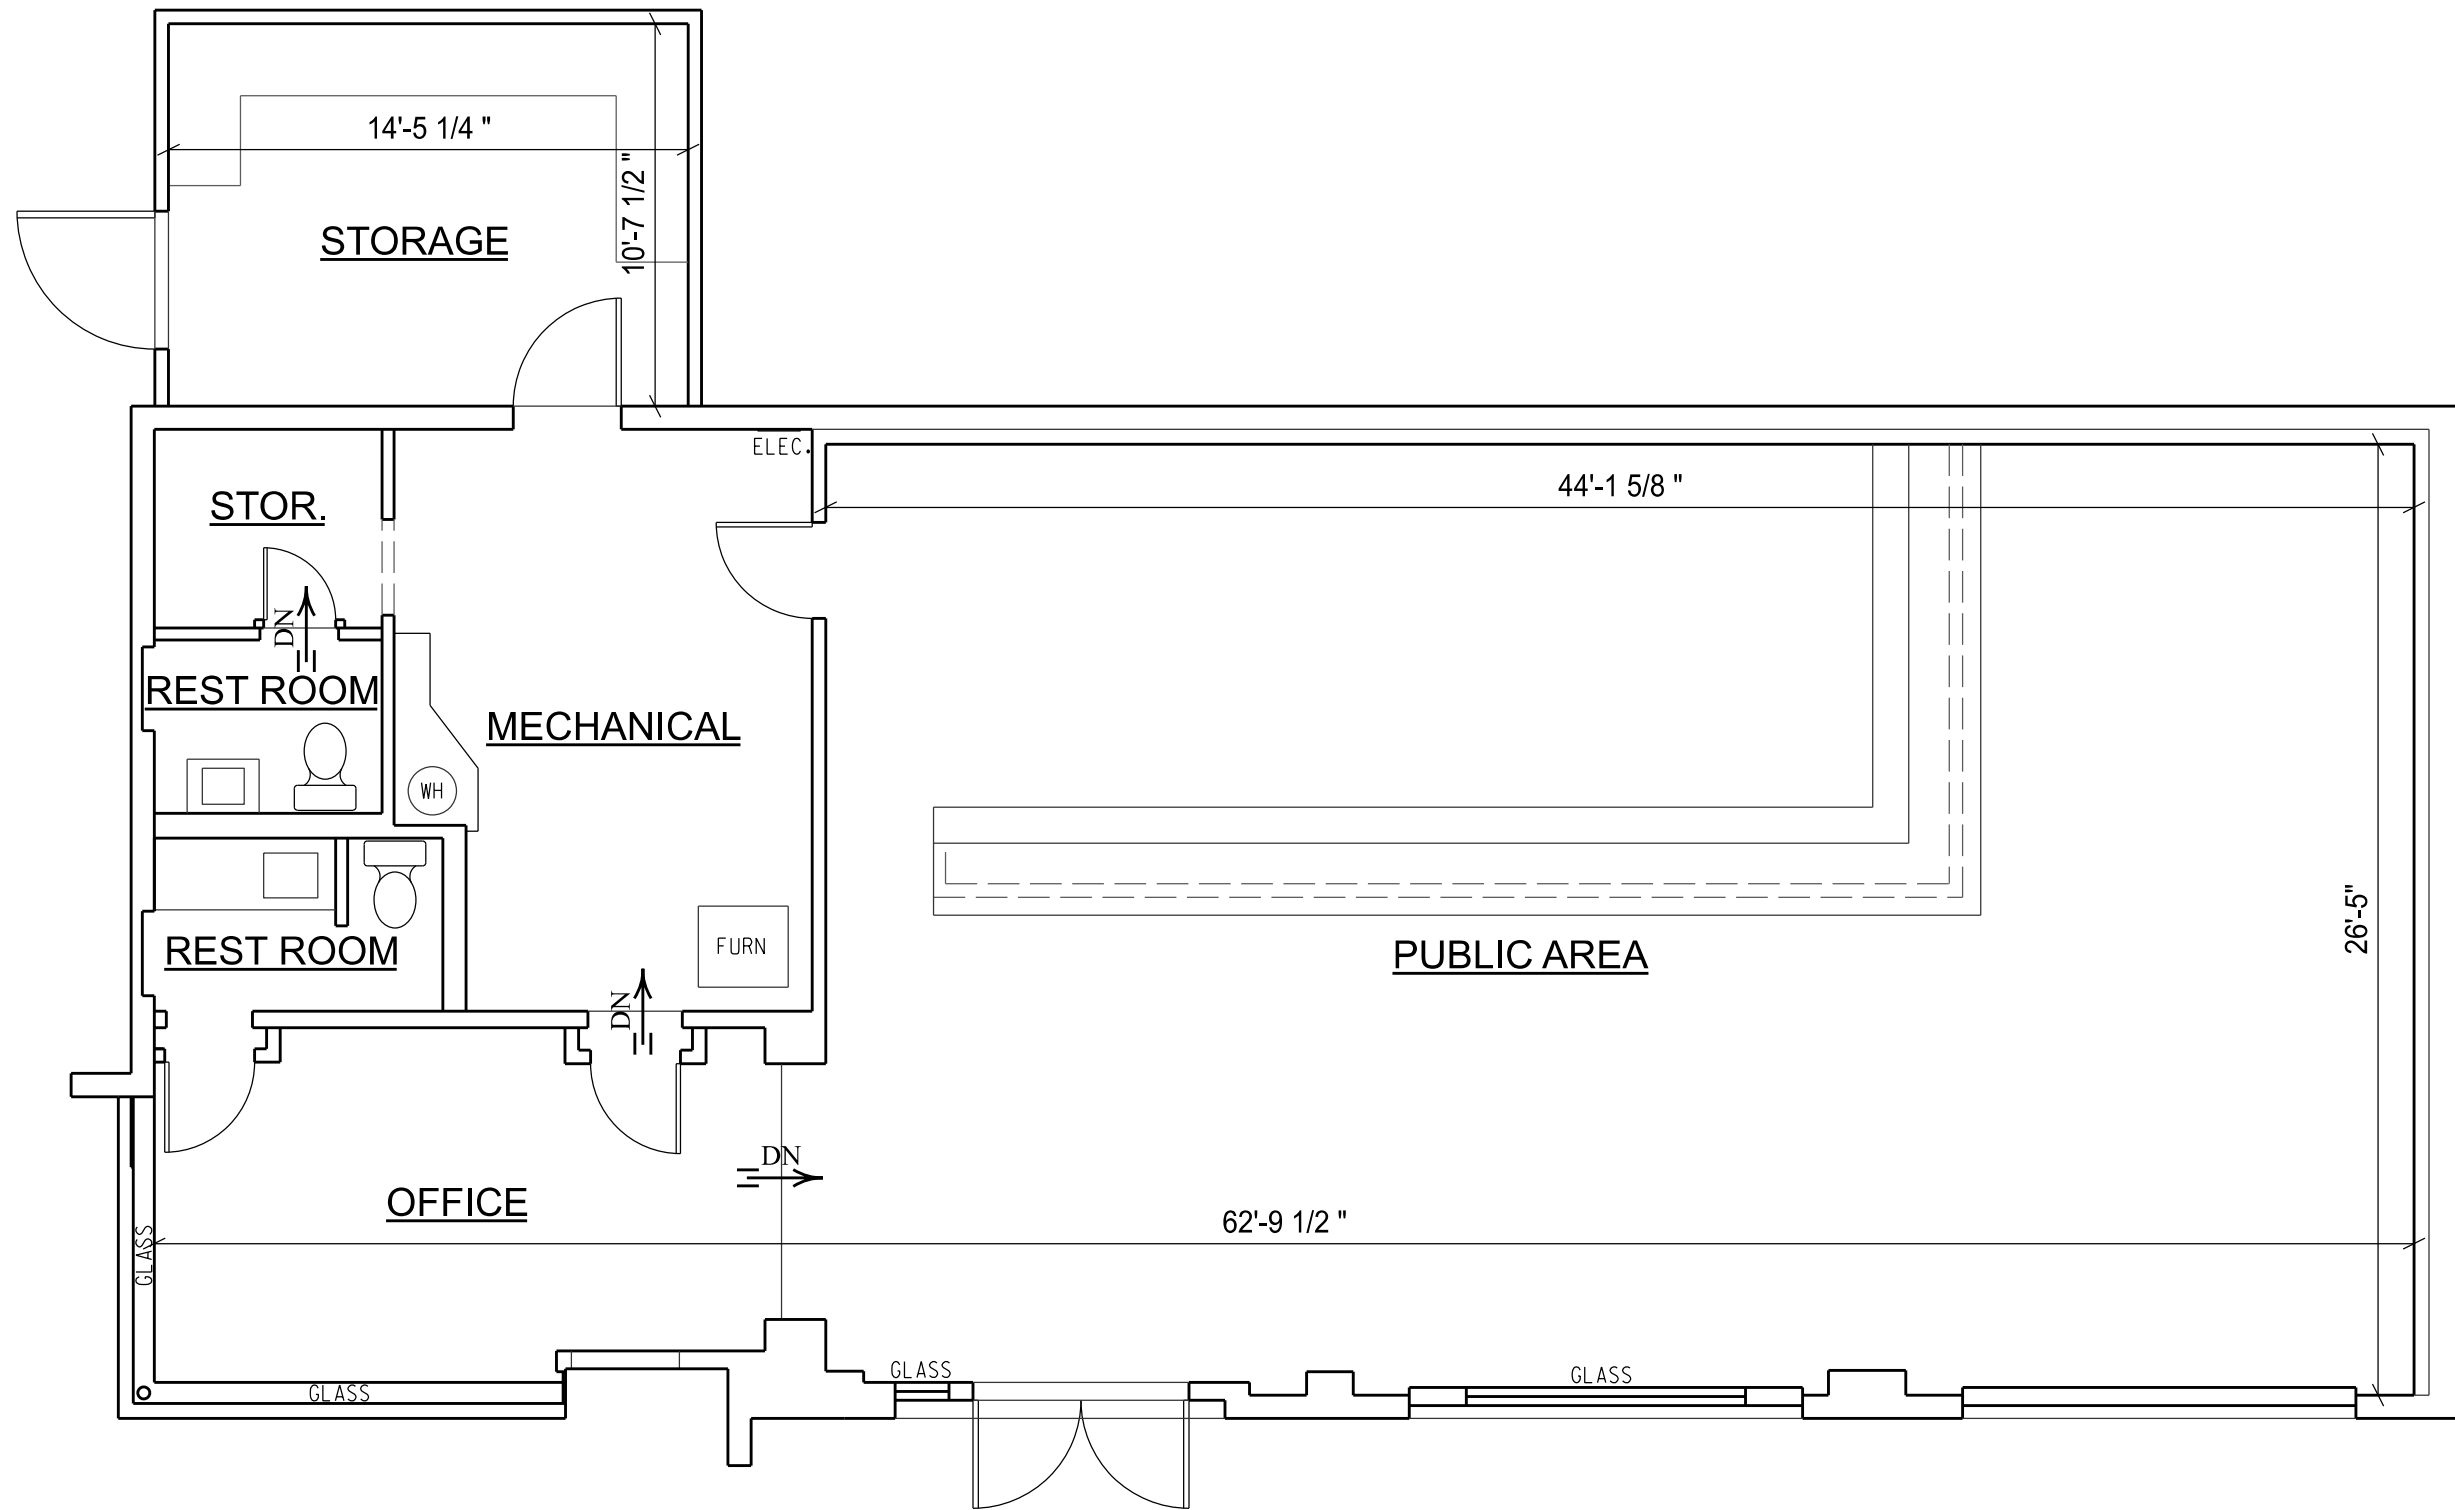 14'-5 1/4 "
10'-7 1/2 "
STORAGE
ELEC.
44'-1 5/8 "
STOR.
DN
REST ROOM
MECHANICAL
WH
26'-5"
FURN
REST ROOM
PUBLIC AREA
DN
DN
OFFICE
62'-9 1/2 "
GLASS
GLASS
GLASS
GLASS